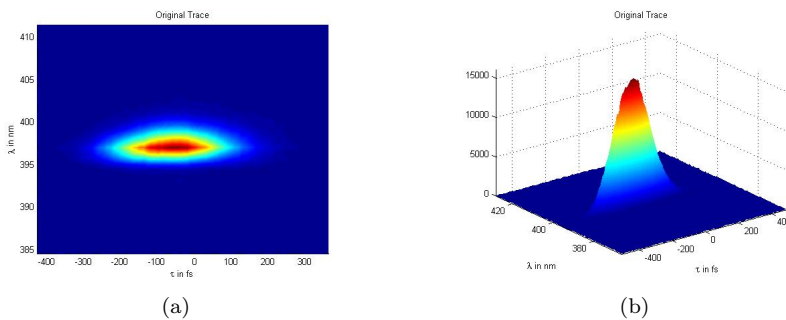 Original Trace
410
405
400
395
390
385
λ in nm
-400 -300 -200 -100 0 100 200 300
τ in fs
(a)
Original Trace
15000
10000
5000
0
420
400
380
λ in nm
-400
-200
0
200
40
τ in fs
(b)